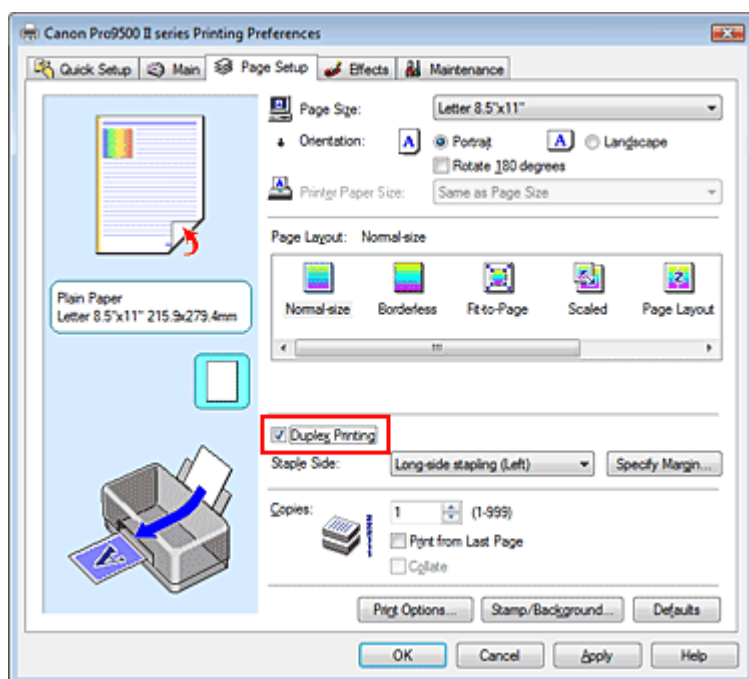 Canon Pro9500 II series Printing Preferences
Quick Setup Main Page Setup Effects Maintenance
Page Size: Letter 8.5"x11"
Orientation: A Portrait A Landscape
Rotate 180 degrees
Printer Paper Size: Same as Page Size
Page Layout: Normal-size
Normal-size Borderless Fit-to-Page Scaled Page Layout
Plain Paper
Letter 8.5"x11" 215.9x279.4mm
Duplex Printing
Staple Side: Long-side stapling (Left) Specify Margin...
Copies: 1 (1-999)
Print from Last Page
Collate
Print Options... Stamp/Background... Defaults
OK Cancel Apply Help